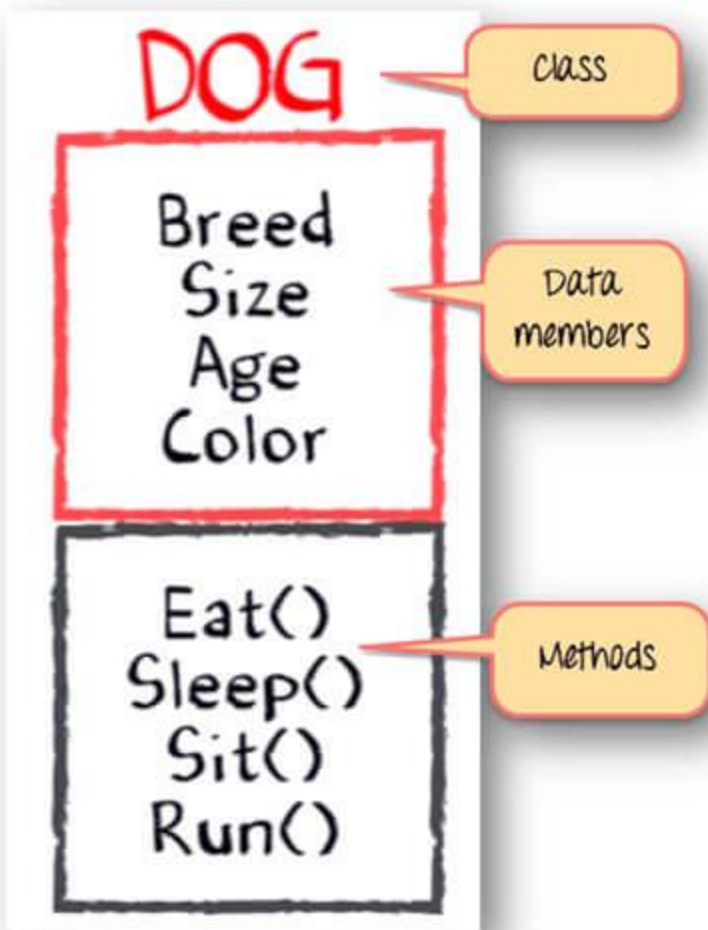 DOG
Class
Breed
Size
Age
Color
Data
members
Eat()
Sleep()
Sit()
Run()
Methods